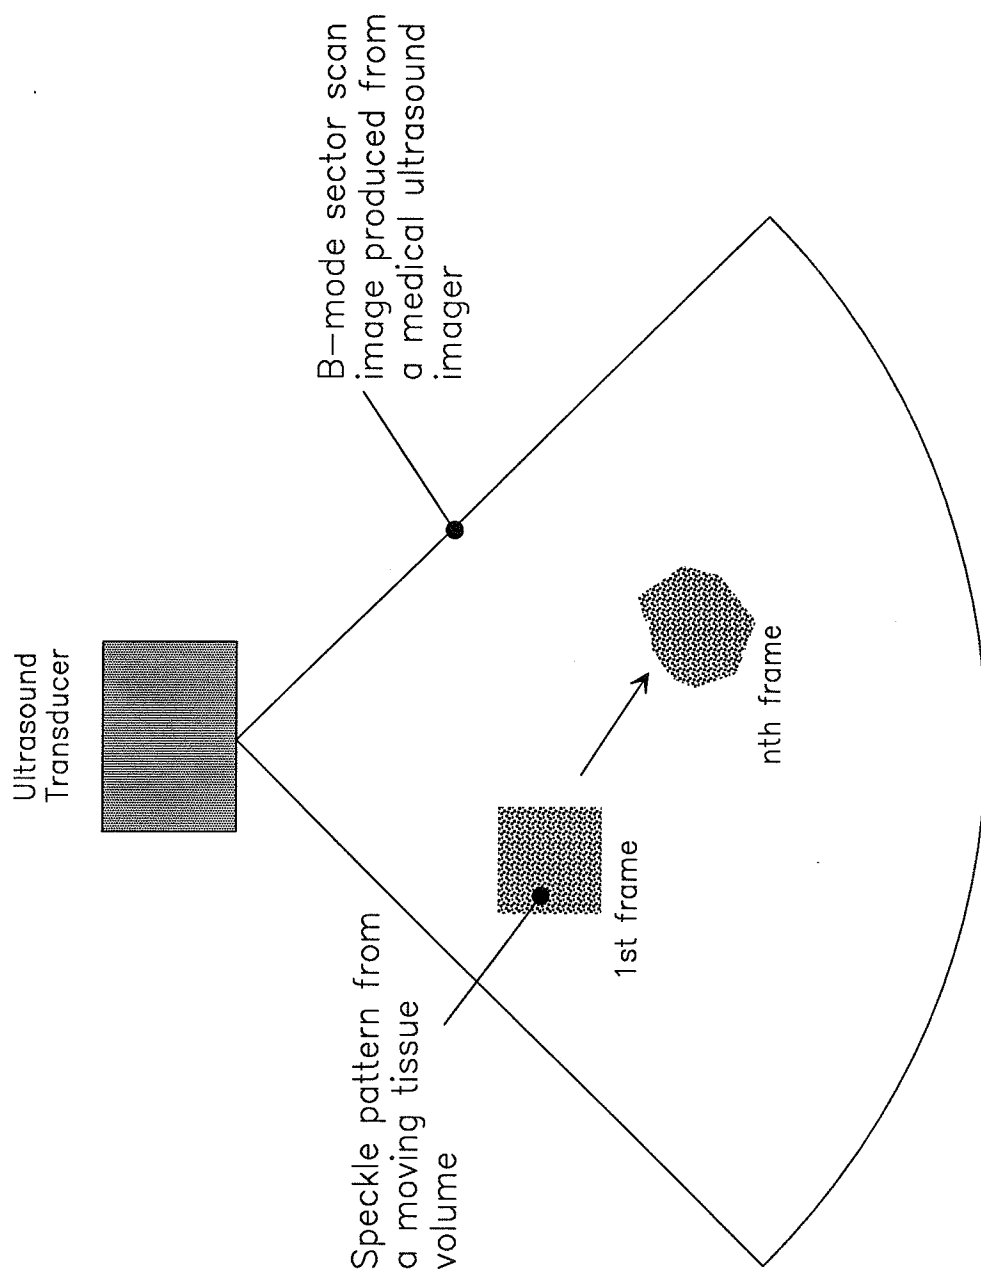 Ultrasound
Transducer
B-mode sector scan
image produced from
a medical ultrasound
imager
Speckle pattern from
a moving tissue
volume
1st frame
nth frame